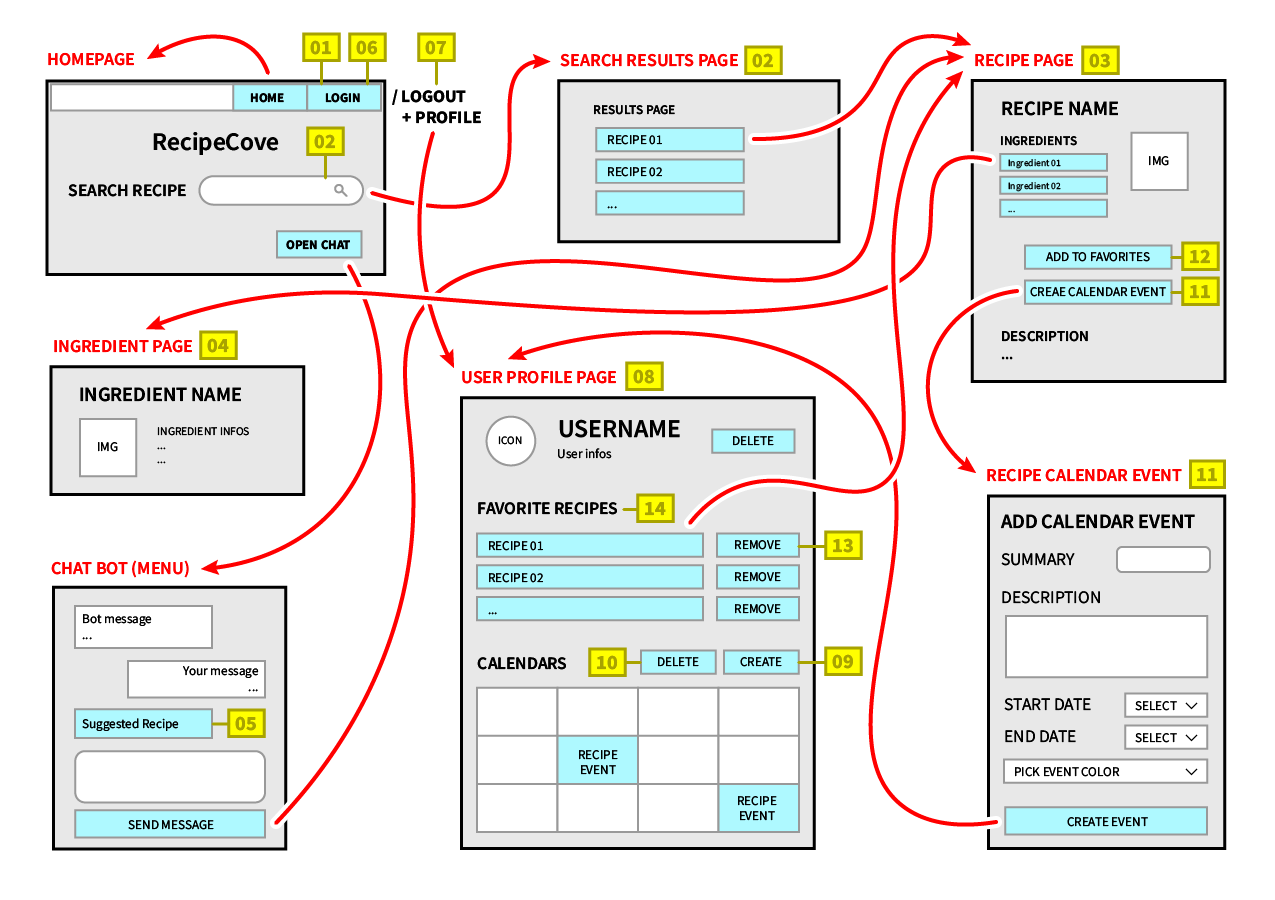 HOMEPAGE
01
06
07
HOME
LOGIN
/ LOGOUT
+ PROFILE
RecipeCove
02
SEARCH RECIPE
OPEN CHAT
SEARCH RESULTS PAGE
02
RESULTS PAGE
RECIPE 01
RECIPE 02
...
RECIPE PAGE
03
RECIPE NAME
INGREDIENTS
Ingredient 01
Ingredient 02
...
IMG
ADD TO FAVORITES
12
CREAE CALENDAR EVENT
11
DESCRIPTION
...
INGREDIENT PAGE
04
INGREDIENT NAME
IMG
INGREDIENT INFOS
...
...
USER PROFILE PAGE
08
ICON
USERNAME
User infos
DELETE
FAVORITE RECIPES
14
RECIPE 01
REMOVE
13
RECIPE 02
REMOVE
...
REMOVE
CALENDARS
10
DELETE
CREATE
09
RECIPE
EVENT
RECIPE
EVENT
CHAT BOT (MENU)
Bot message
...
Your message
...
Suggested Recipe
05
SEND MESSAGE
RECIPE CALENDAR EVENT
11
ADD CALENDAR EVENT
SUMMARY
DESCRIPTION
START DATE
SELECT
END DATE
SELECT
PICK EVENT COLOR
CREATE EVENT